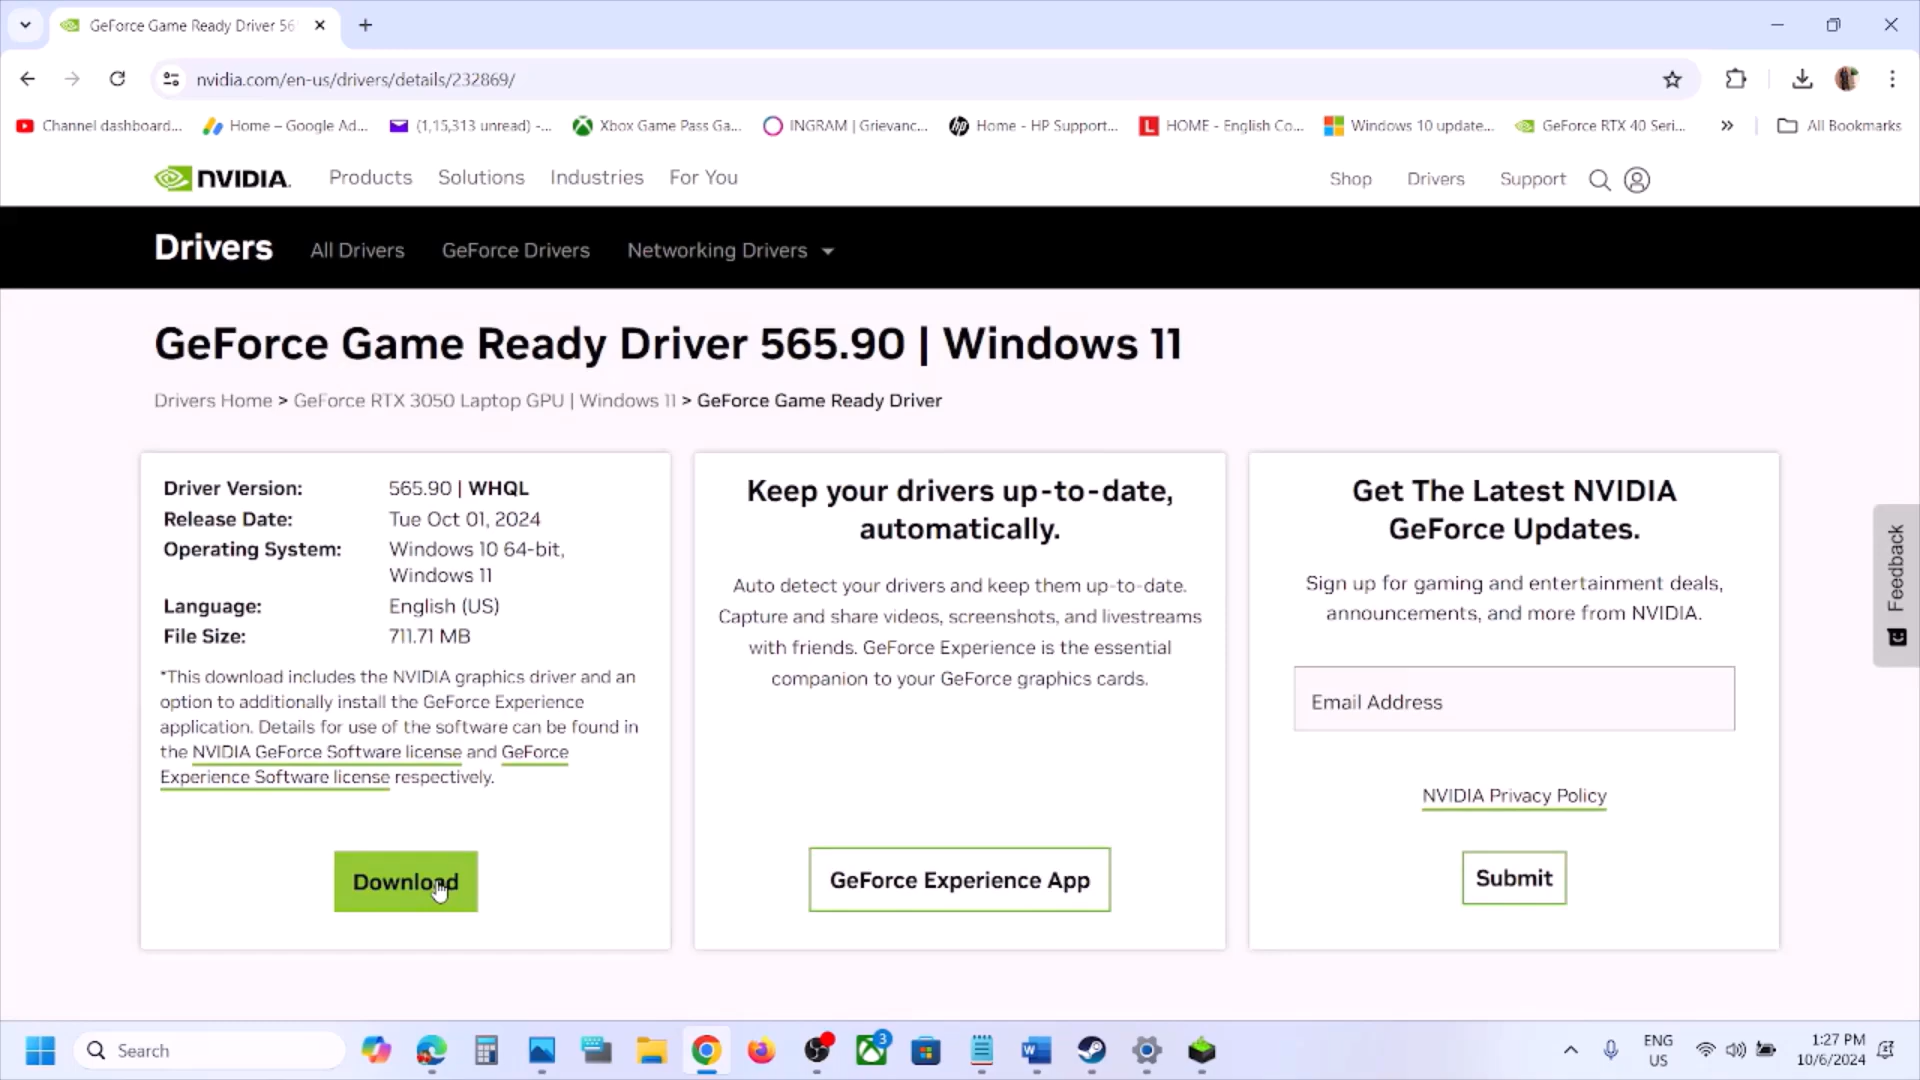 GeForce Game Ready Driver 56
nvidia.com/en-us/drivers/details/232869/
Channel dashboard...
Home – Google Ad...
(1,15,313 unread) -...
Xbox Game Pass Ga...
INGRAM | Grievanc...
Home - HP Support...
HOME - English Co...
Windows 10 update...
GeForce RTX 40 Seri...
All Bookmarks
NVIDIA.
Products
Solutions
Industries
For You
Shop
Drivers
Support
Drivers
All Drivers
GeForce Drivers
Networking Drivers
GeForce Game Ready Driver 565.90 | Windows 11
Drivers Home > GeForce RTX 3050 Laptop GPU | Windows 11 > GeForce Game Ready Driver
Driver Version: 565.90 | WHQL
Release Date: Tue Oct 01, 2024
Operating System: Windows 10 64-bit,
Windows 11
Language: English (US)
File Size: 711.71 MB
*This download includes the NVIDIA graphics driver and an
option to additionally install the GeForce Experience
application. Details for use of the software can be found in
the NVIDIA GeForce Software license and GeForce
Experience Software license respectively.
Download
Keep your drivers up-to-date,
automatically.
Auto detect your drivers and keep them up-to-date.
Capture and share videos, screenshots, and livestreams
with friends. GeForce Experience is the essential
companion to your GeForce graphics cards.
GeForce Experience App
Get The Latest NVIDIA
GeForce Updates.
Sign up for gaming and entertainment deals,
announcements, and more from NVIDIA.
Email Address
NVIDIA Privacy Policy
Submit
Feedback
Search
3
ENG
US
1:27 PM
10/6/2024